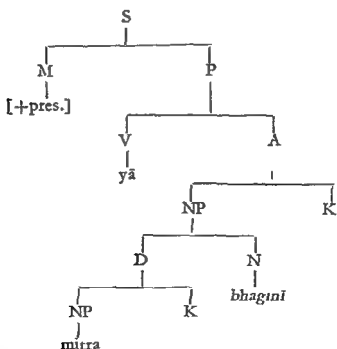 S
M P
[+pres.]
V A
yā
NP K
D N
bhaginī
NP K
mitra